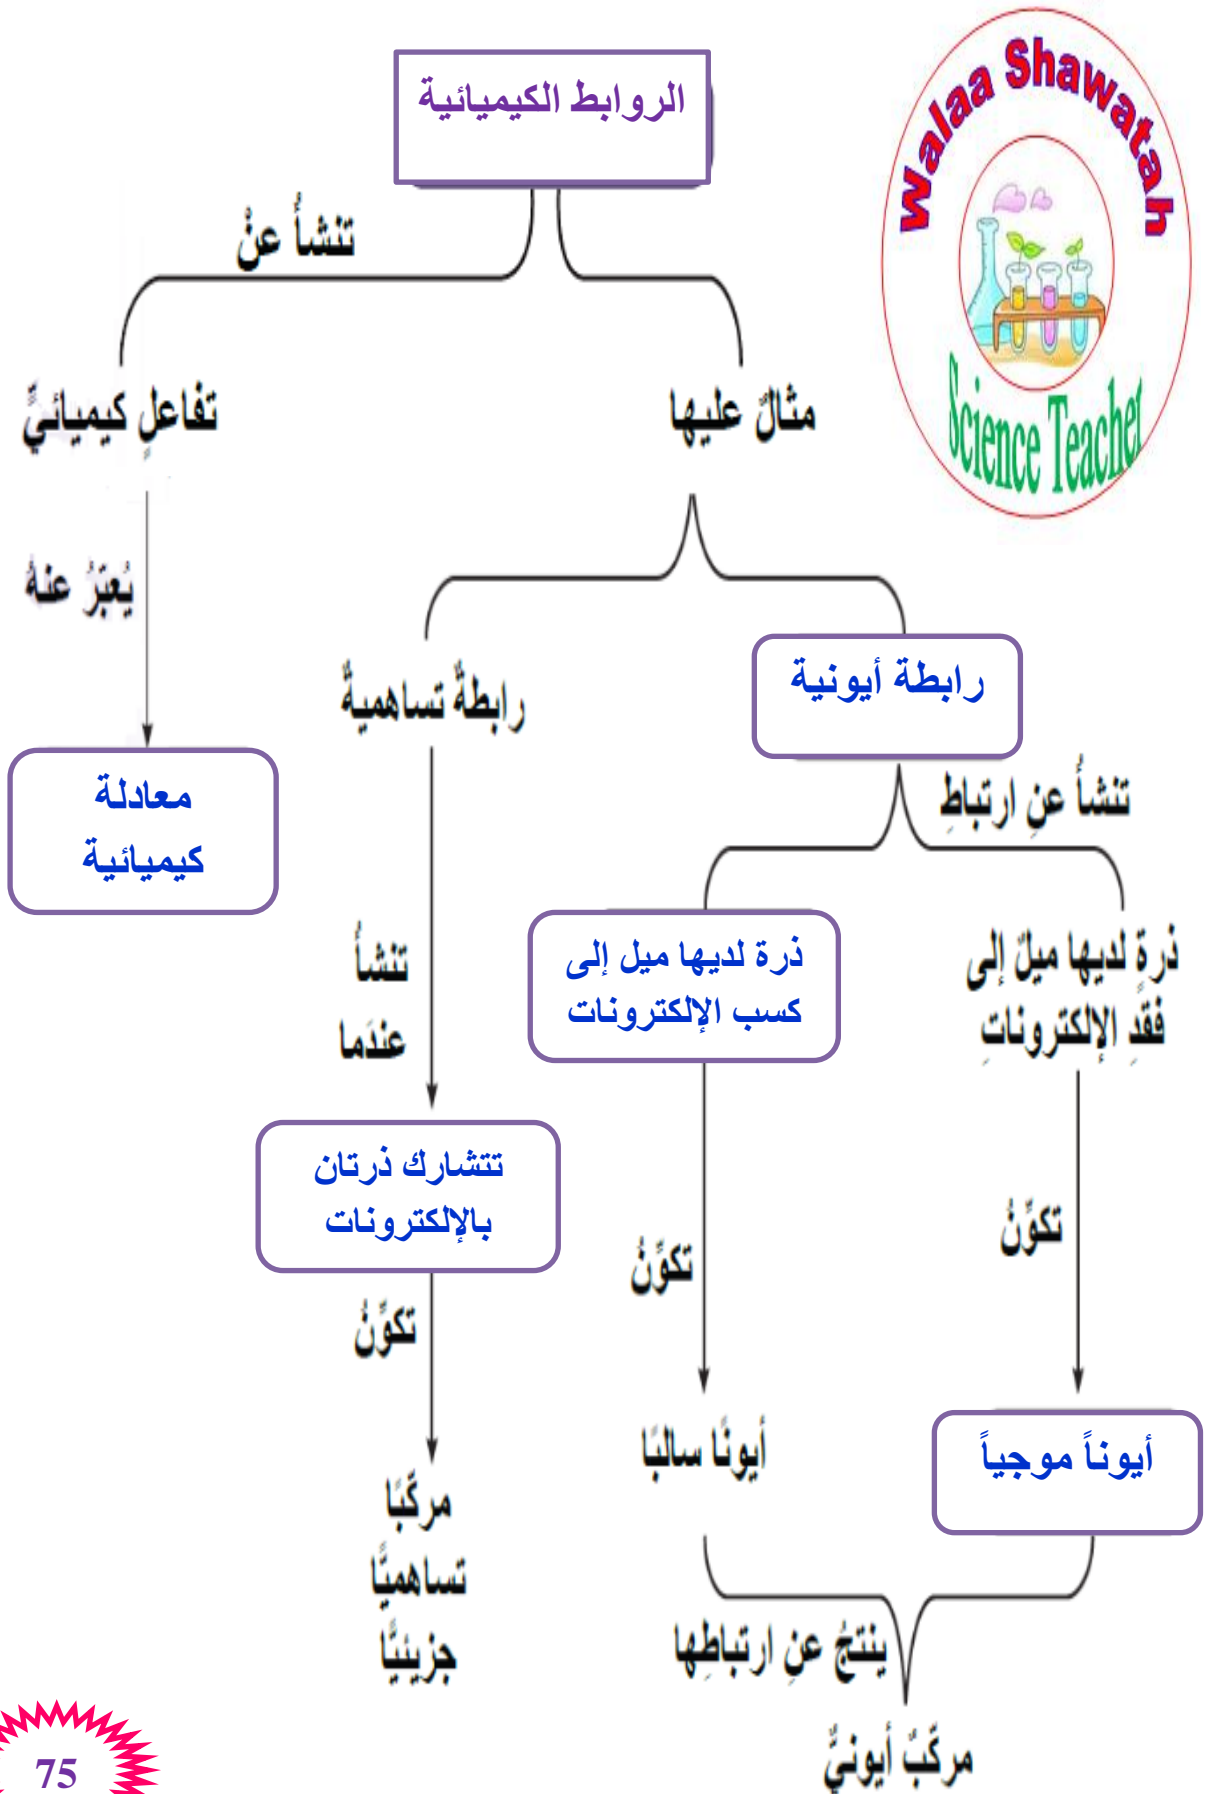 الروابط الكيميائية
Walaa Shawatah
Science Teacher
تنشأُ عنْ
مثالٌ عليها
تفاعلٍ كيميائيٍّ
يُعبّرُ عنهُ
رابطة أيونية
رابطةٌ تساهميةٌ
معادلة
كيميائية
تنشأُ عنِ ارتباطِ
ذرةٍ لديها ميلٌ إلى
فقْدِ الإلكتروناتِ
ذرة لديها ميل إلى
كسب الإلكترونات
تنشأُ
عندَما
تتشارك ذرتان
بالإلكترونات
تكوِّنُ
تكوِّنُ
تكوِّنُ
أيوناً موجياً
أيونًا سالبًا
مركّبًا
تساهميًّا
جزيئيًّا
ينتجُ عنِ ارتباطِها
مركّبٌ أيونيٌّ
75